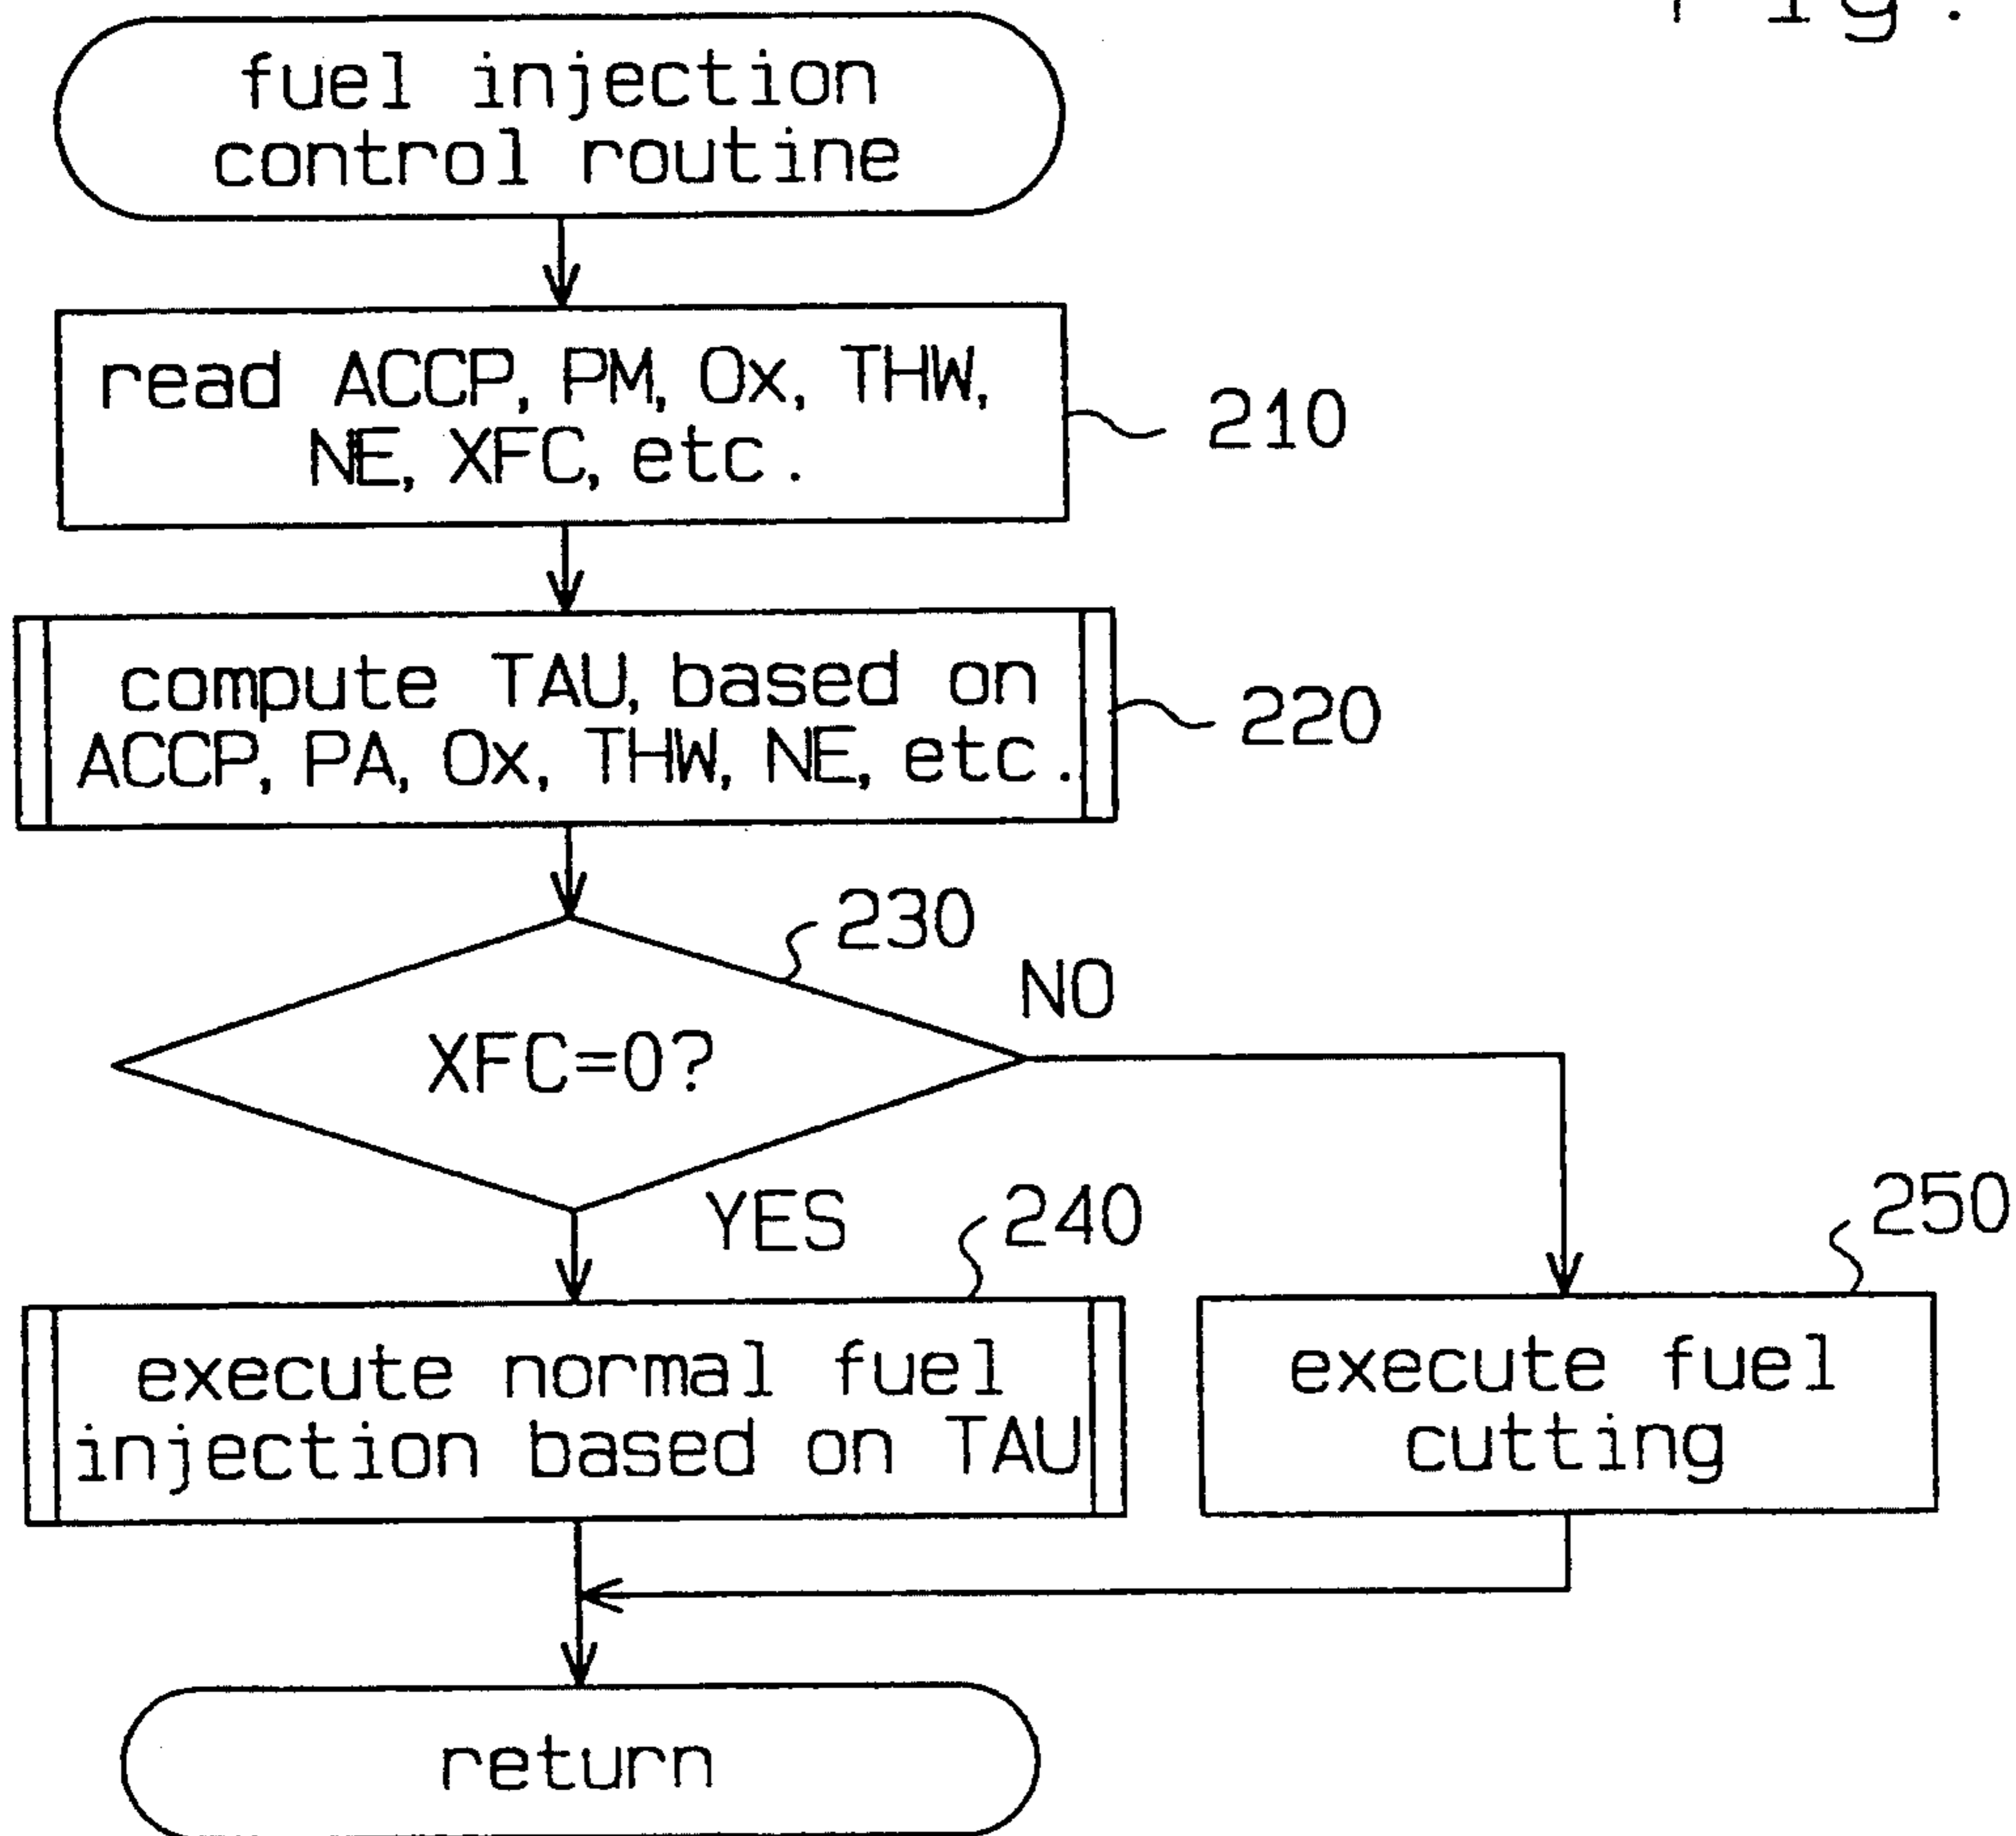 Fig.
fuel injection
control routine
read ACCP, PM, Ox, THW,
NE, XFC, etc.
210
compute TAU, based on
ACCP, PA, Ox, THW, NE, etc.
220
230
XFC=0?
NO
YES
240
execute normal fuel
injection based on TAU
250
execute fuel
cutting
return